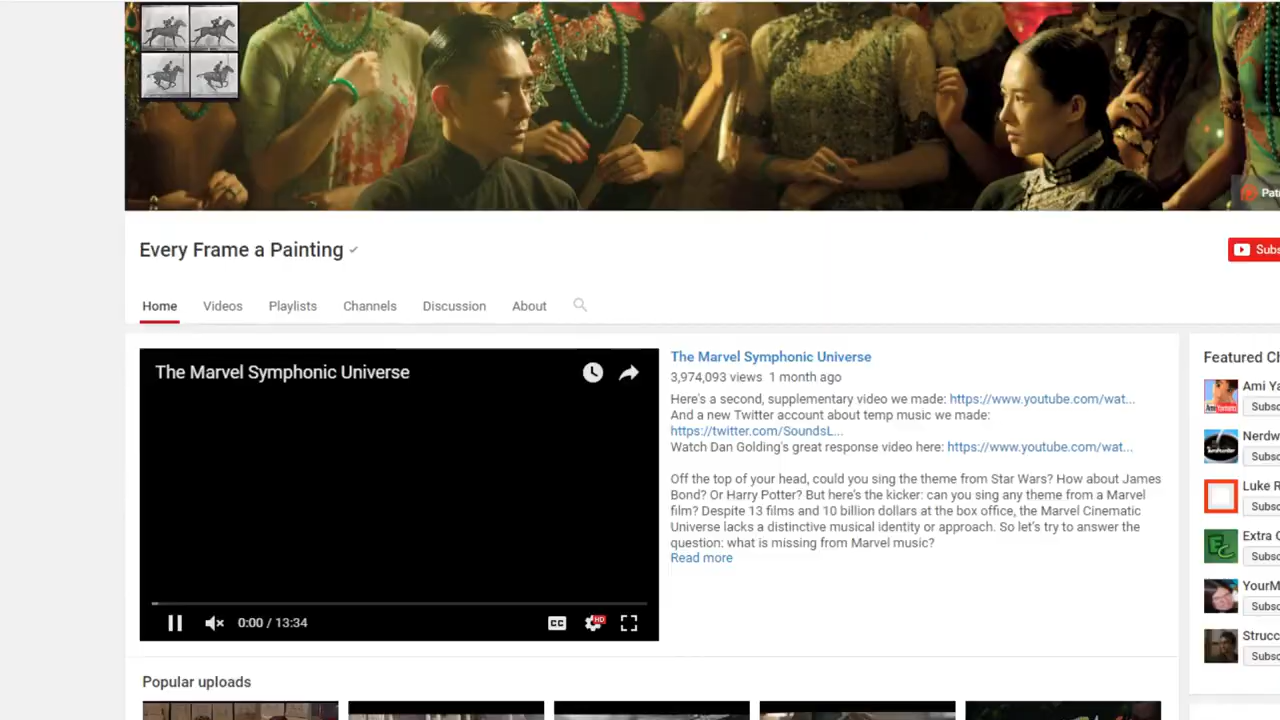 Every Frame a Painting
Home Videos Playlists Channels Discussion About
The Marvel Symphonic Universe
0:00 / 13:34
CC
HD
The Marvel Symphonic Universe
3,974,093 views 1 month ago
Here's a second, supplementary video we made: https://www.youtube.com/wat...
And a new Twitter account about temp music we made:
https://twitter.com/SoundsL...
Watch Dan Golding's great response video here: https://www.youtube.com/wat...
Off the top of your head, could you sing the theme from Star Wars? How about James
Bond? Or Harry Potter? But here's the kicker: can you sing any theme from a Marvel
film? Despite 13 films and 10 billion dollars at the box office, the Marvel Cinematic
Universe lacks a distinctive musical identity or approach. So let's try to answer the
question: what is missing from Marvel music?
Read more
Popular uploads
Patr
Subs
Featured Ch
Ami Ya
Subsc
Nerdw
Subsc
Luke R
Subsc
Extra C
Subsc
YourM
Subsc
Strucc
Subsc